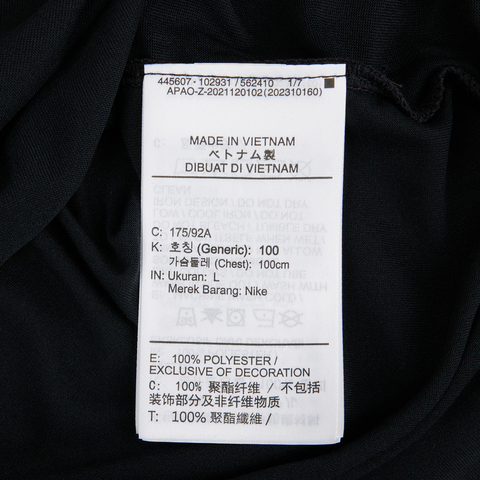 445607 - 102931 / 562410 1/7
APAO-Z-2021120102 (202310160)
MADE IN VIETNAM
ベトナム製
DIBUAT DI VIETNAM
C: 175/92A
K: 호칭 (Generic): 100
가슴둘레 (Chest): 100cm
IN: Ukuran: L
Merek Barang: Nike
E: 100% POLYESTER /
EXCLUSIVE OF DECORATION
C: 100% 聚酯纤维 / 不包括
装饰部分及非纤维物质/
T: 100% 聚酯纖維 /